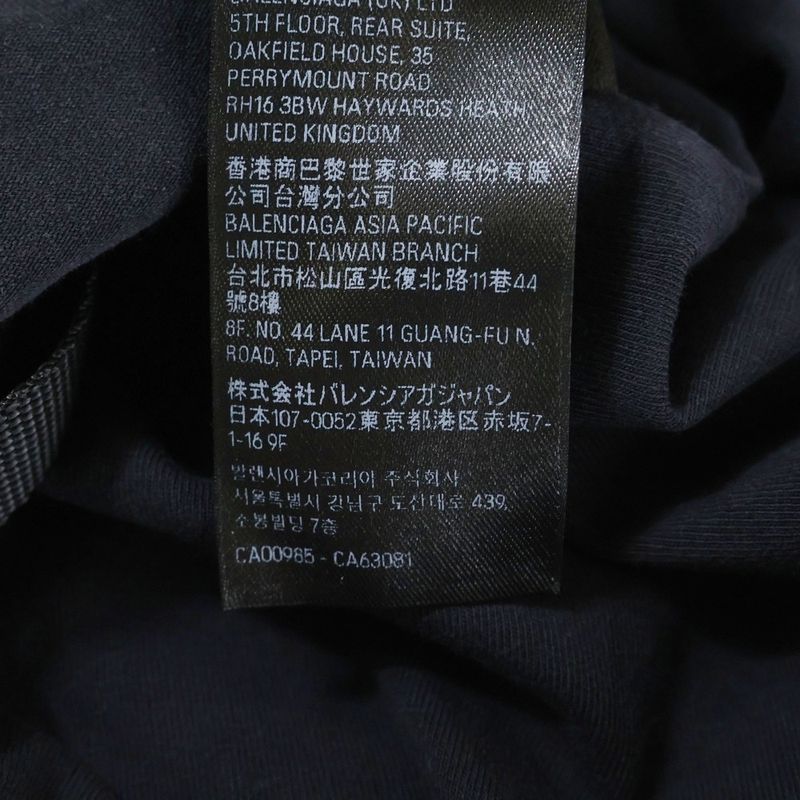 BALENCIAGA (UK) LTD
5TH FLOOR, REAR SUITE,
OAKFIELD HOUSE, 35
PERRYMOUNT ROAD
RH16 3BW HAYWARDS HEATH
UNITED KINGDOM
香港商巴黎世家企業股份有限
公司台灣分公司
BALENCIAGA ASIA PACIFIC
LIMITED TAIWAN BRANCH
台北市松山區光復北路11巷44
號8樓
8F. NO. 44 LANE 11 GUANG-FU N.
ROAD, TAPEI, TAIWAN
株式会社バレンシアガジャパン
日本107-0052東京都港区赤坂7-
1-16 9F
발렌시아가코리아 주식회사
서울특별시 강남구 도산대로 439,
소봉빌딩 7층
CA00985 - CA63081